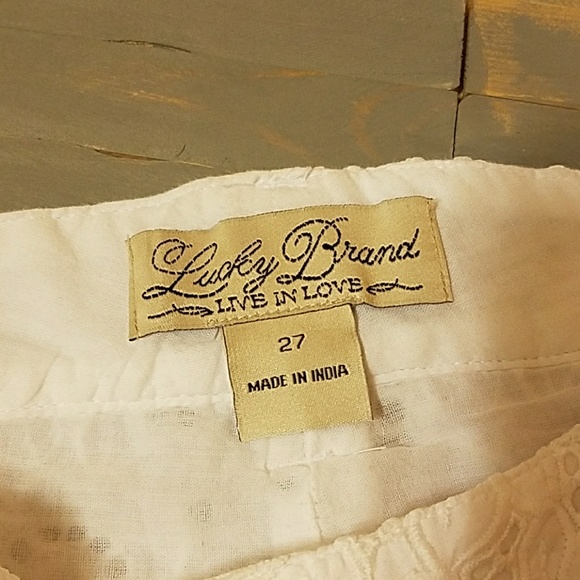 Lucky Brand
LIVE IN LOVE
27
MADE IN INDIA